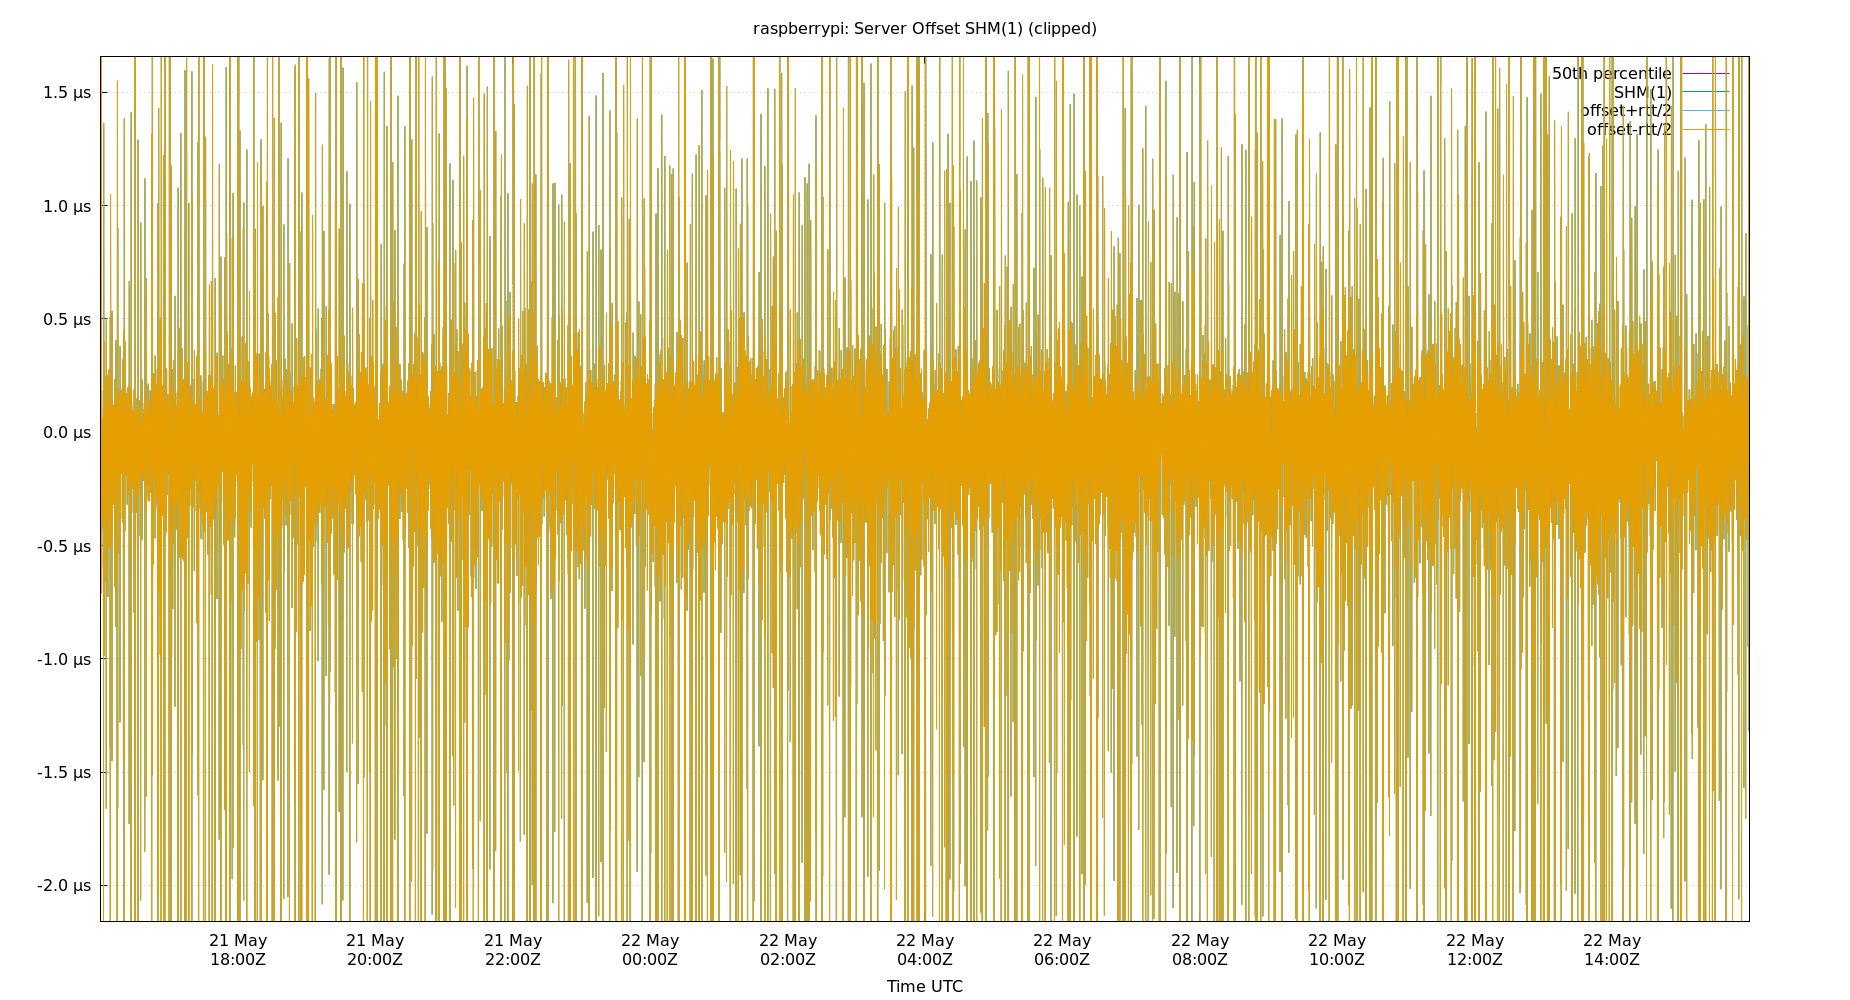 raspberrypi: Server Offset SHM(1) (clipped)
50th percentile
SHM(1)
offset+rtt/2
offset-rtt/2
1.5 µs
1.0 µs
0.5 µs
0.0 µs
-0.5 µs
-1.0 µs
-1.5 µs
-2.0 µs
21 May 21 May 21 May 22 May 22 May 22 May 22 May 22 May 22 May 22 May 22 May
18:00Z 20:00Z 22:00Z 00:00Z 02:00Z 04:00Z 06:00Z 08:00Z 10:00Z 12:00Z 14:00Z
Time UTC